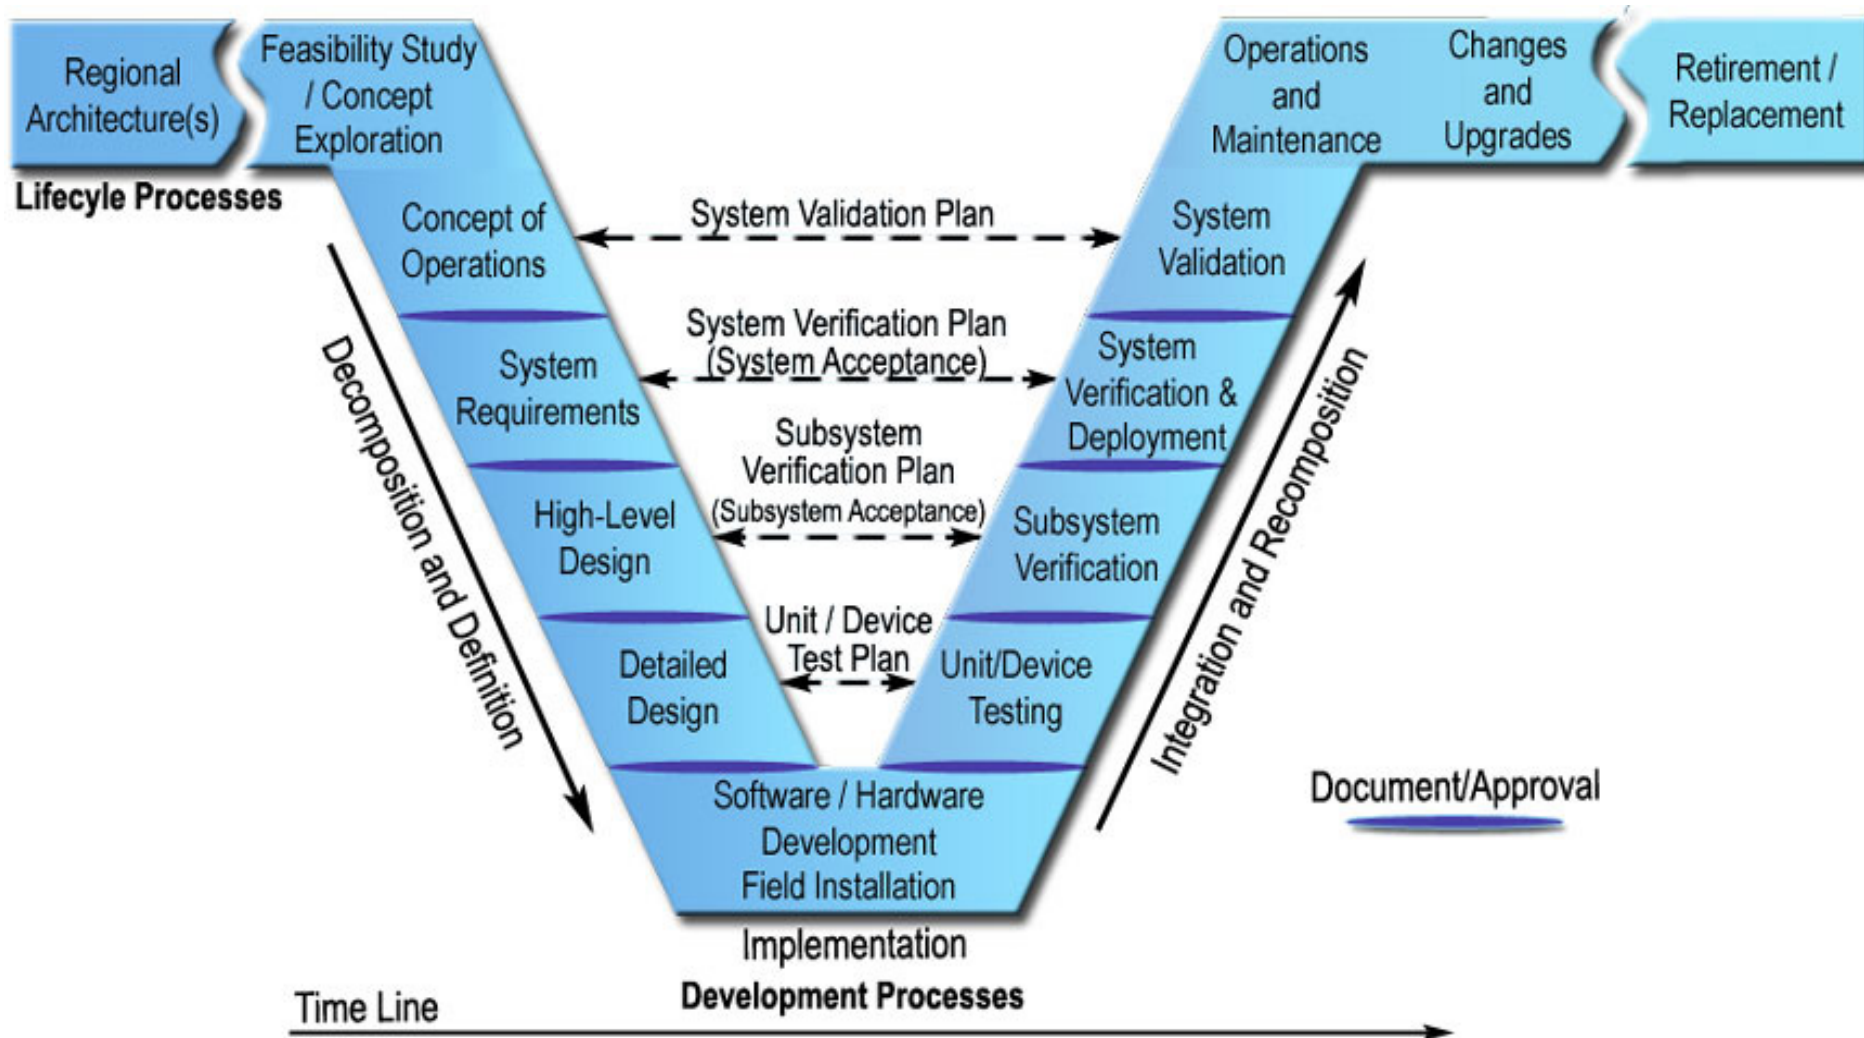 Regional
Architecture(s)
Feasibility Study
/ Concept
Exploration
Operations
and
Maintenance
Changes
and
Upgrades
Retirement /
Replacement
Lifecyle Processes
Concept of
Operations
System Validation Plan
System
Validation
System Requirements
System Verification Plan
(System Acceptance)
System
Verification &
Deployment
High-Level
Design
Subsystem
Verification Plan
(Subsystem Acceptance)
Subsystem
Verification
Detailed
Design
Unit / Device
Test Plan
Unit/Device
Testing
Decomposition and Definition
Integration and Recomposition
Software / Hardware
Development
Field Installation
Document/Approval
Implementation
Development Processes
Time Line